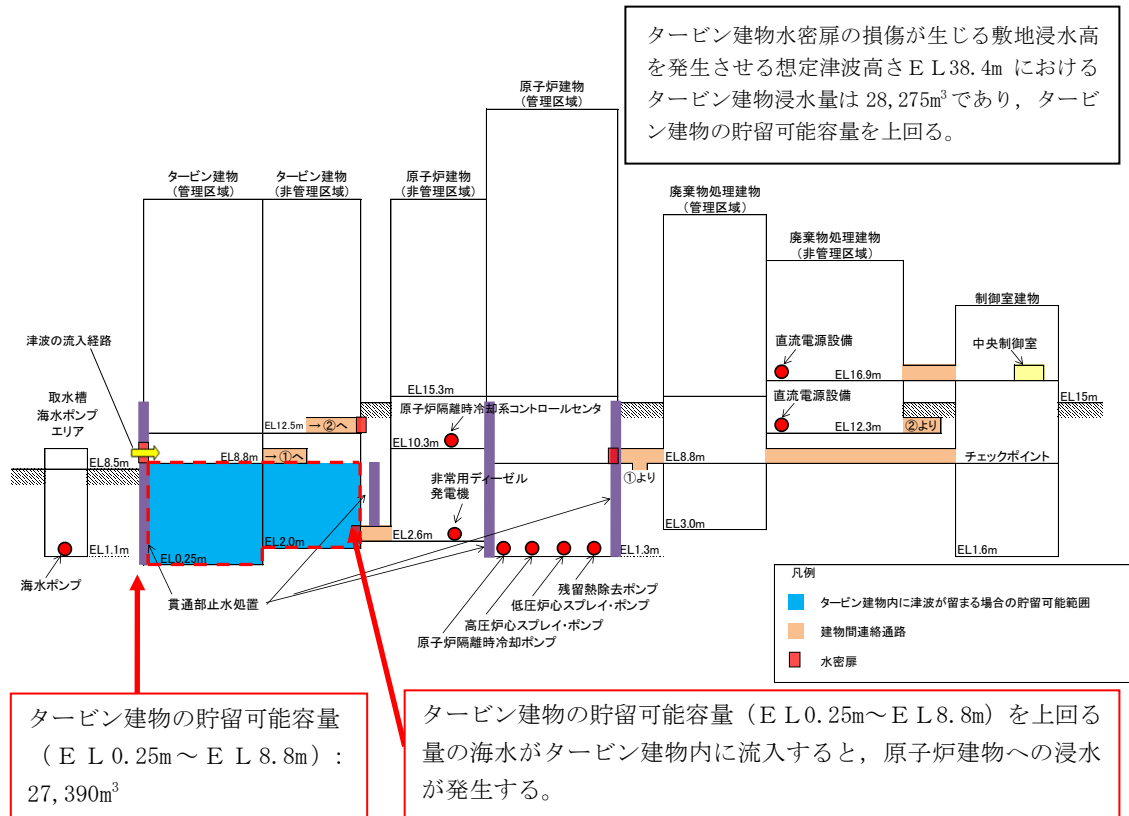 タービン建物水密扉の損傷が生じる敷地浸水高
を発生させる想定津波高さEL38.4m における
タービン建物浸水量は 28,275m³であり，タービ
ン建物の貯留可能容量を上回る。
原子炉建物
(管理区域)
タービン建物
(管理区域)
タービン建物
(非管理区域)
原子炉建物
(非管理区域)
廃棄物処理建物
(管理区域)
廃棄物処理建物
(非管理区域)
制御室建物
津波の流入経路
直流電源設備
中央制御室
EL16.9m
取水槽
海水ポンプ
エリア
EL15.3m
EL15m
原子炉隔離時冷却系コントロールセンタ
直流電源設備
EL12.5m
→②へ
EL12.3m
②より
EL10.3m
EL8.5m
EL8.8m
→①へ
EL8.8m
チェックポイント
①より
非常用ディーゼル
発電機
EL3.0m
EL2.0m
EL2.6m
EL1.1m
EL0.25m
EL1.3m
EL1.6m
海水ポンプ
貫通部止水処置
残留熱除去ポンプ
低圧炉心スプレイ・ポンプ
高圧炉心スプレイ・ポンプ
原子炉隔離時冷却ポンプ
凡例
タービン建物内に津波が留まる場合の貯留可能範囲
建物間連絡通路
水密扉
タービン建物の貯留可能容量
（EL0.25m～EL8.8m）:
27,390m³
タービン建物の貯留可能容量（EL0.25m～EL8.8m）を上回る
量の海水がタービン建物内に流入すると，原子炉建物への浸水
が発生する。